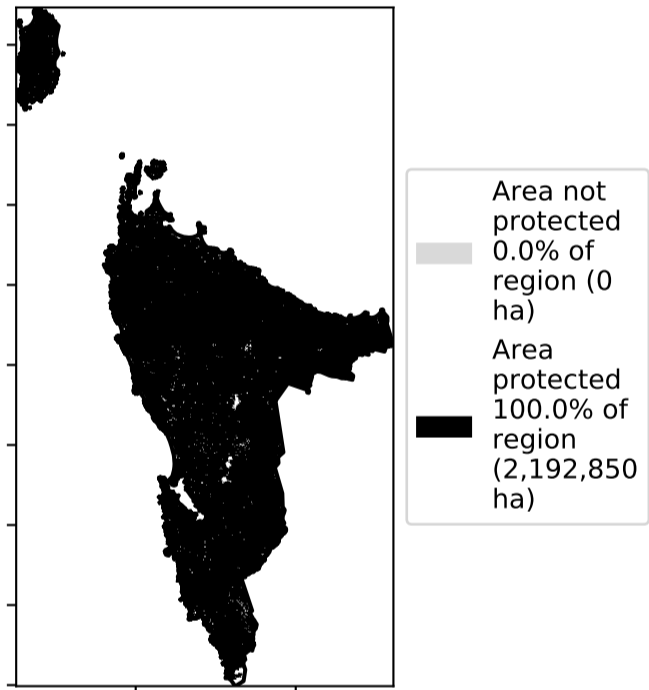 Area not
protected
0.0% of
region (0
ha)
Area
protected
100.0% of
region
(2,192,850
ha)